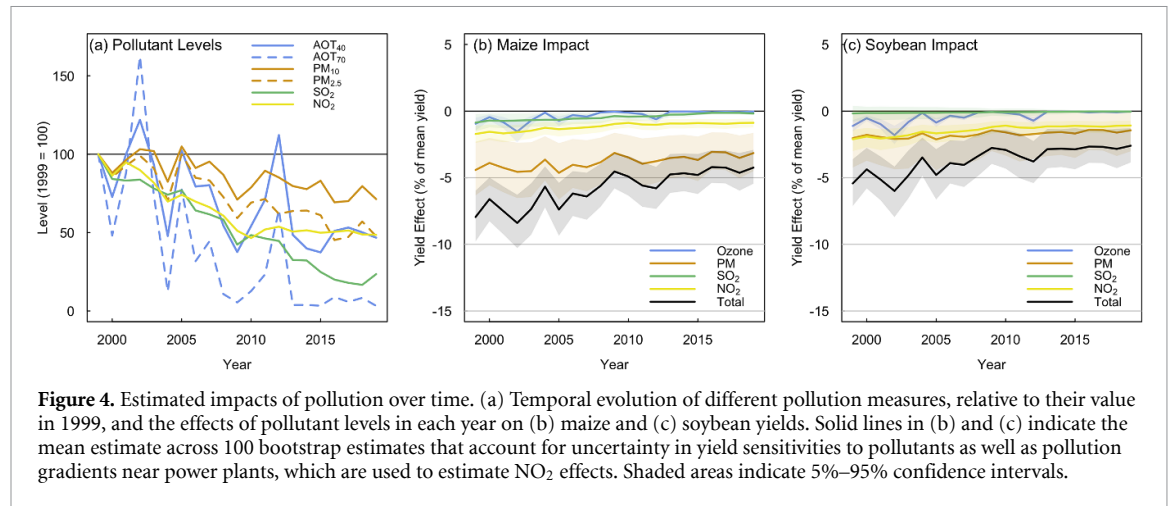 (a) Pollutant Levels
AOT40
AOT70
PM10
PM2.5
SO2
NO2
150
100
50
0
Level (1999 = 100)
2000 2005 2010 2015
Year
(b) Maize Impact
5
0
-5
-10
-15
Yield Effect (% of mean yield)
Ozone
PM
SO2
NO2
Total
2000 2005 2010 2015
Year
(c) Soybean Impact
5
0
-5
-10
-15
Yield Effect (% of mean yield)
Ozone
PM
SO2
NO2
Total
2000 2005 2010 2015
Year
Figure 4. Estimated impacts of pollution over time. (a) Temporal evolution of different pollution measures, relative to their value
in 1999, and the effects of pollutant levels in each year on (b) maize and (c) soybean yields. Solid lines in (b) and (c) indicate the
mean estimate across 100 bootstrap estimates that account for uncertainty in yield sensitivities to pollutants as well as pollution
gradients near power plants, which are used to estimate NO2 effects. Shaded areas indicate 5%–95% confidence intervals.